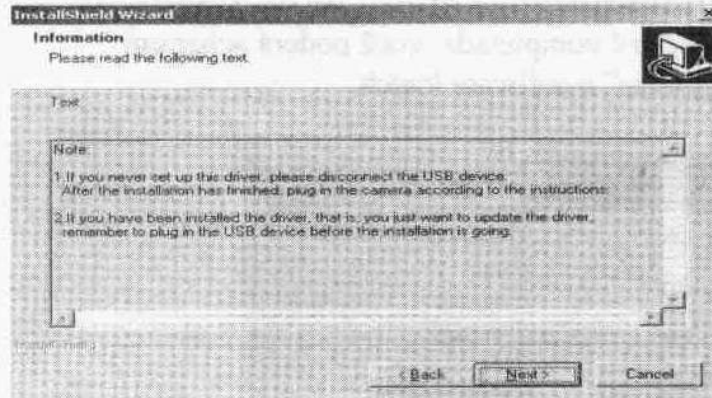 InstallShield Wizard
Information
Please read the following text.
Text
Note:
1.If you never set up this driver, please disconnect the USB device.
After the installation has finished, plug in the camera according to the instructions.
2.If you have been installed the driver, that is, you just want to update the driver,
remember to plug in the USB device before the installation is going.
InstallShield
< Back
Next >
Cancel